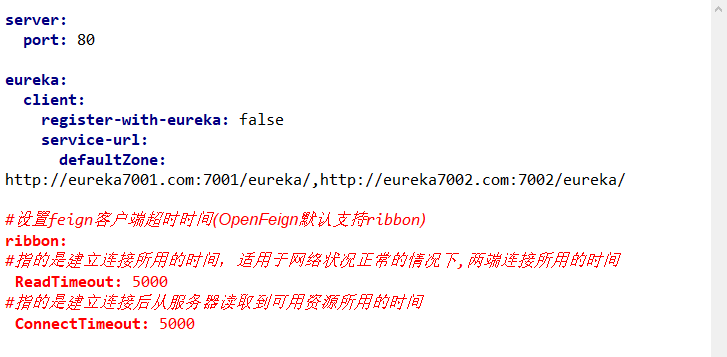 server:
  port: 80
eureka:
  client:
    register-with-eureka: false
    service-url:
      defaultZone:
http://eureka7001.com:7001/eureka/,http://eureka7002.com:7002/eureka/
#设置feign客户端超时时间(OpenFeign默认支持ribbon)
ribbon:
#指的是建立连接所用的时间，适用于网络状况正常的情况下,两端连接所用的时间
 ReadTimeout: 5000
#指的是建立连接后从服务器读取到可用资源所用的时间
 ConnectTimeout: 5000